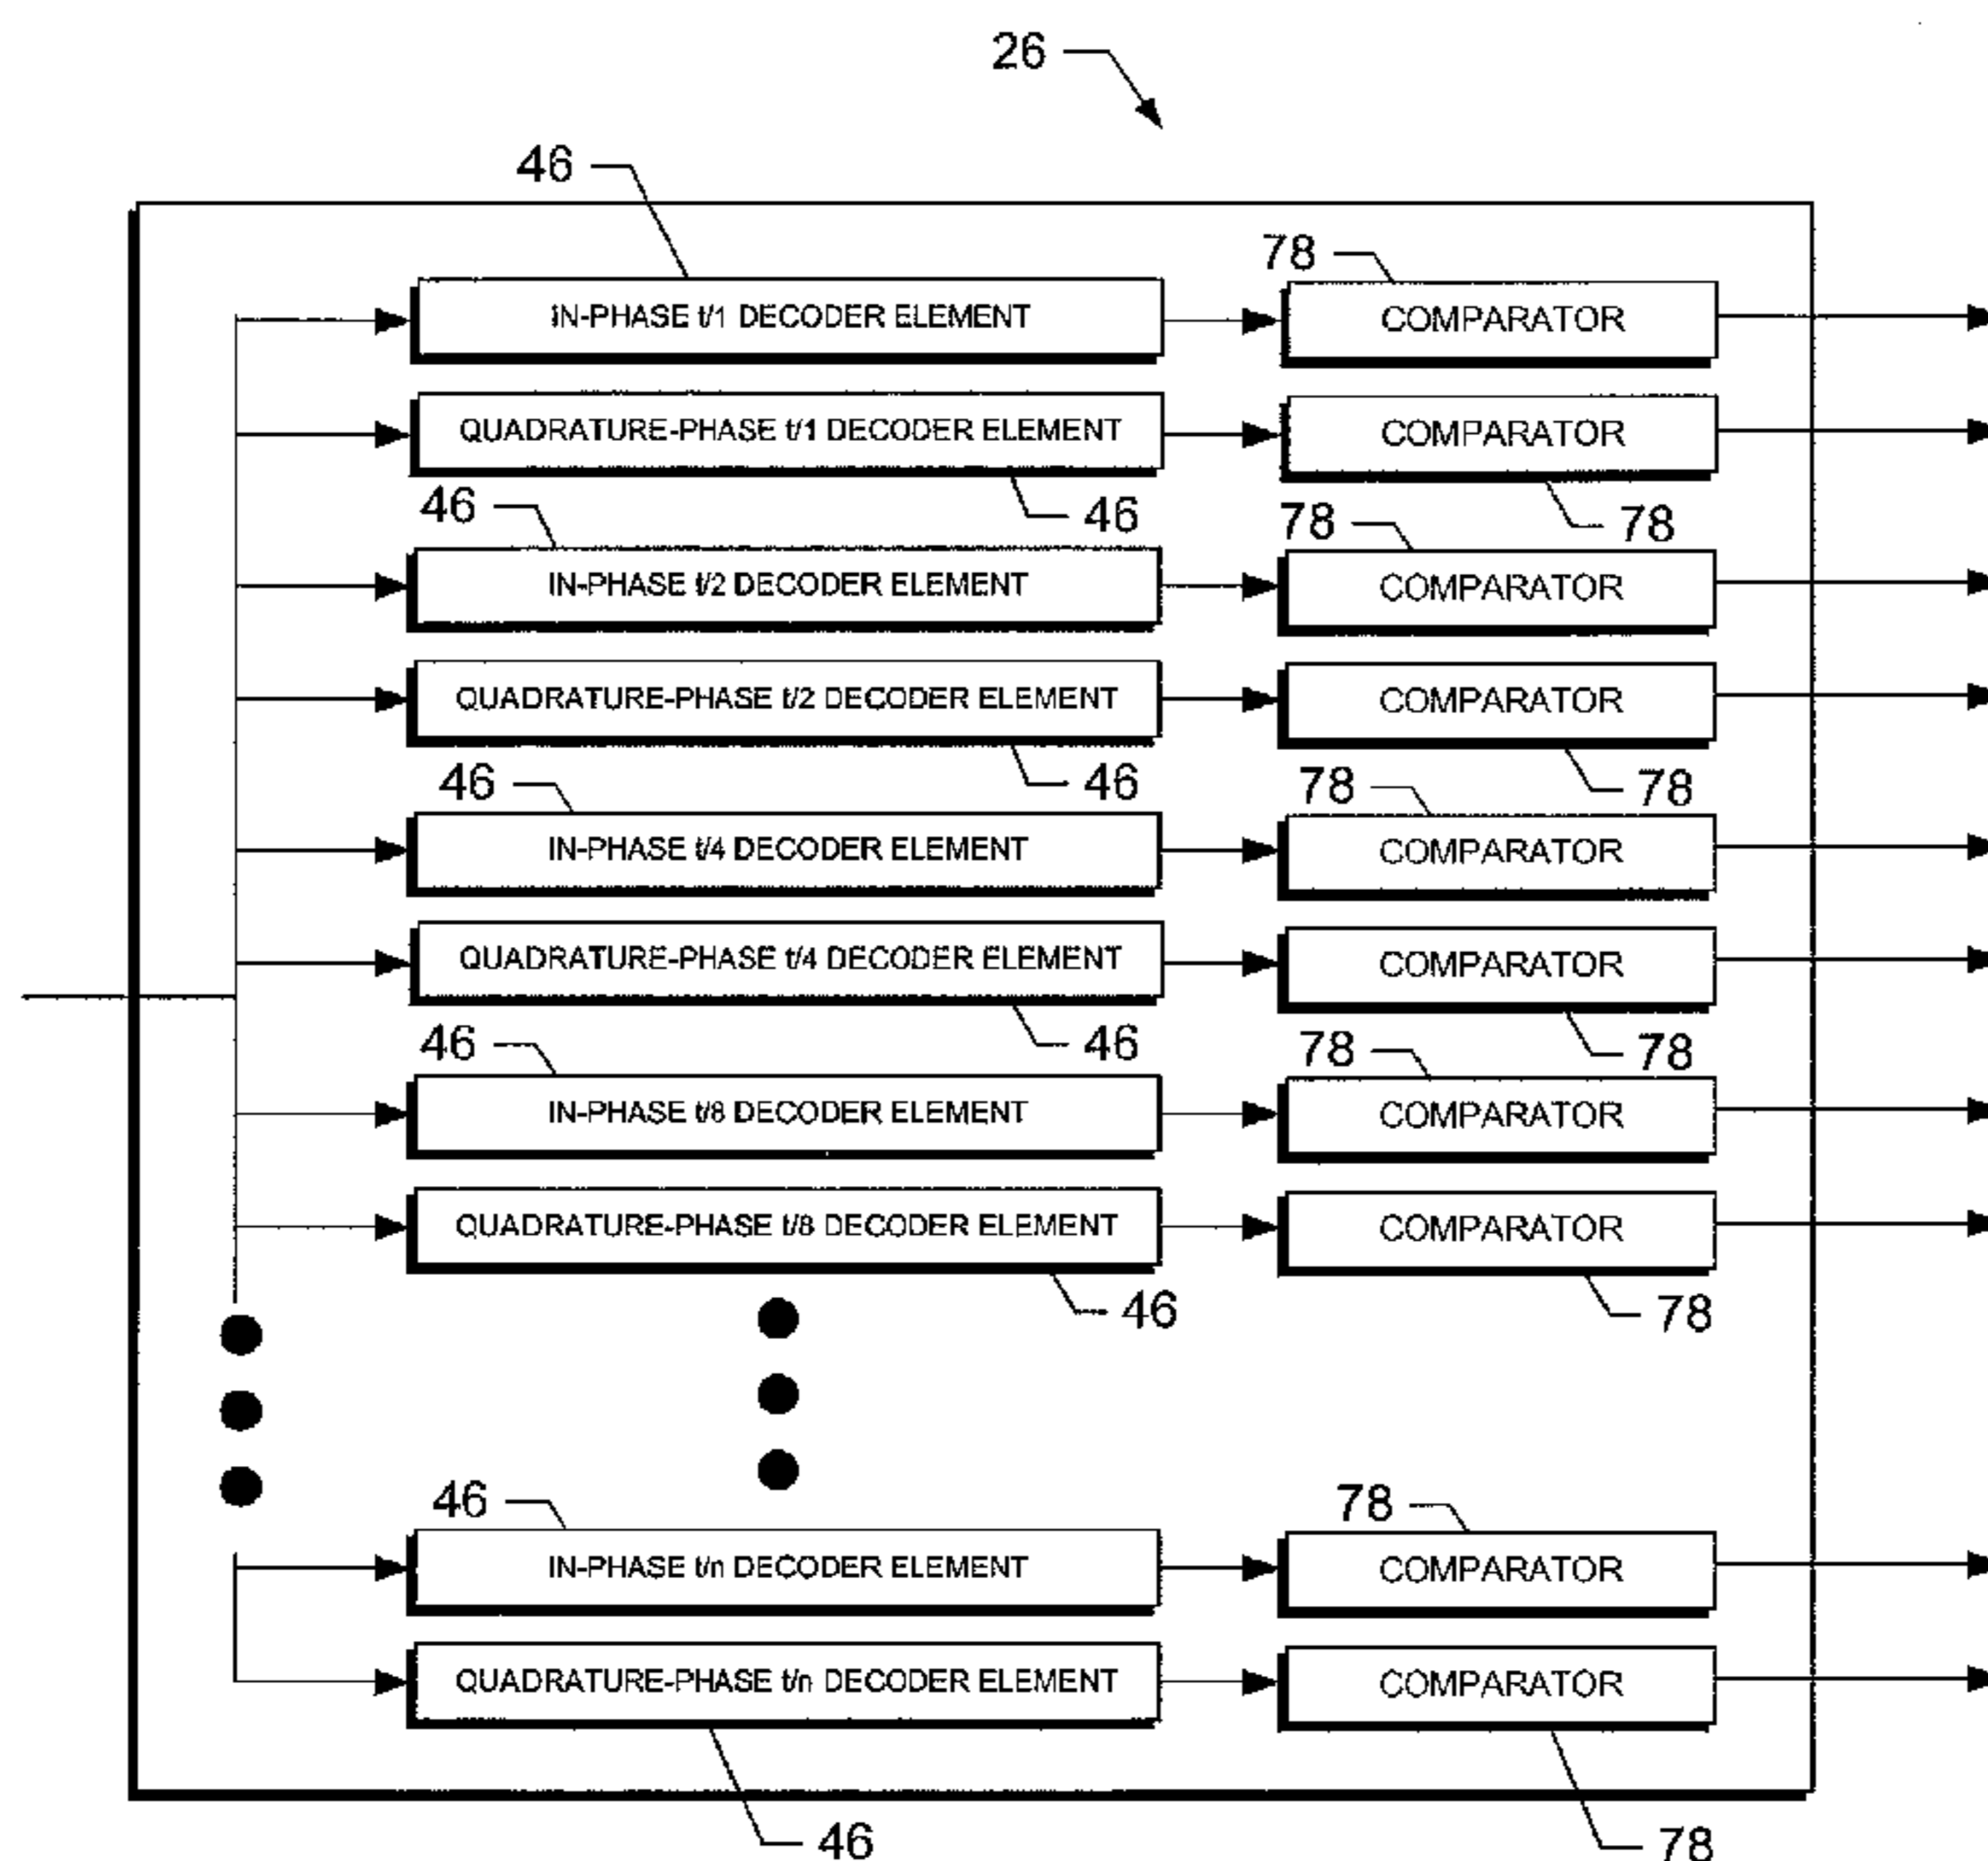 26
46
78
IN-PHASE t/1 DECODER ELEMENT
COMPARATOR
QUADRATURE-PHASE t/1 DECODER ELEMENT
COMPARATOR
46
46
78
78
IN-PHASE t/2 DECODER ELEMENT
COMPARATOR
QUADRATURE-PHASE t/2 DECODER ELEMENT
COMPARATOR
46
46
78
78
IN-PHASE t/4 DECODER ELEMENT
COMPARATOR
QUADRATURE-PHASE t/4 DECODER ELEMENT
COMPARATOR
46
46
78
78
IN-PHASE t/8 DECODER ELEMENT
COMPARATOR
QUADRATURE-PHASE t/8 DECODER ELEMENT
COMPARATOR
46
78
46
78
IN-PHASE t/n DECODER ELEMENT
COMPARATOR
QUADRATURE-PHASE t/n DECODER ELEMENT
COMPARATOR
46
78